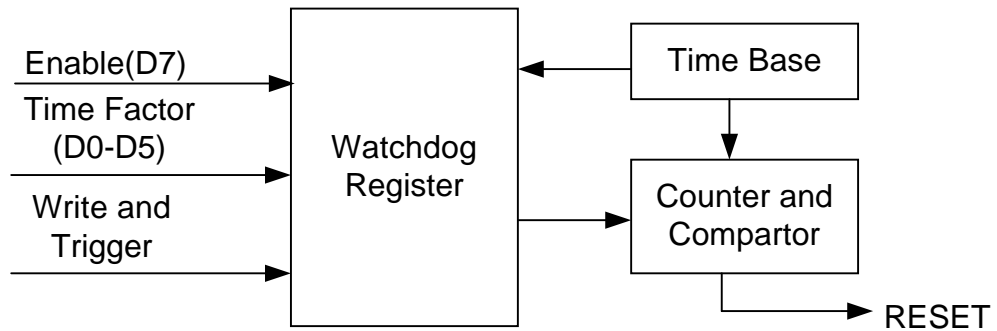 Enable(D7)
Time Factor
(D0-D5)
Write and
Trigger
Watchdog
Register
Time Base
Counter and
Compartor
RESET